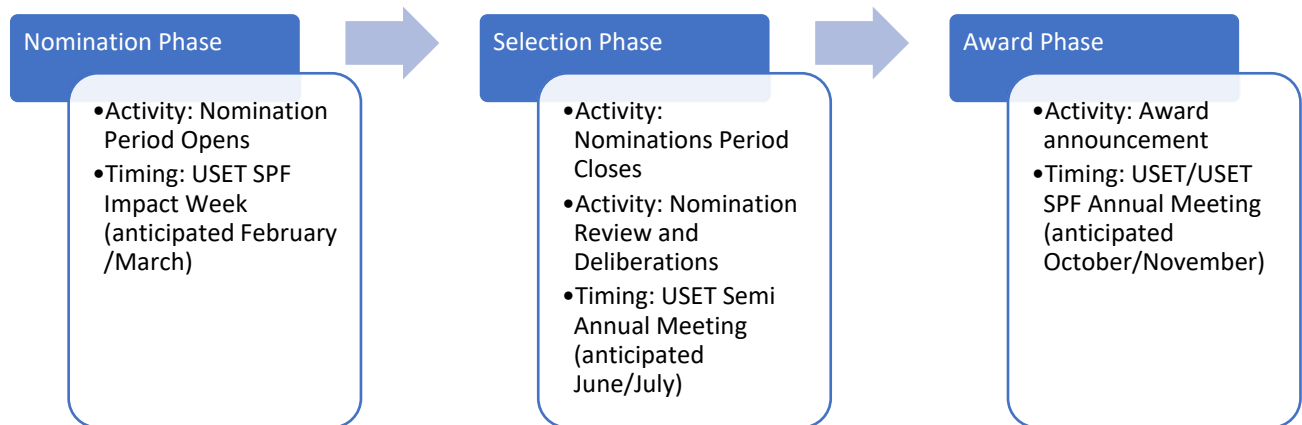 Nomination Phase
•Activity: Nomination
Period Opens
•Timing: USET SPF
Impact Week
(anticipated February
/March)
Selection Phase
•Activity:
Nominations Period
Closes
•Activity: Nomination
Review and
Deliberations
•Timing: USET Semi
Annual Meeting
(anticipated
June/July)
Award Phase
•Activity: Award
announcement
•Timing: USET/USET
SPF Annual Meeting
(anticipated
October/November)